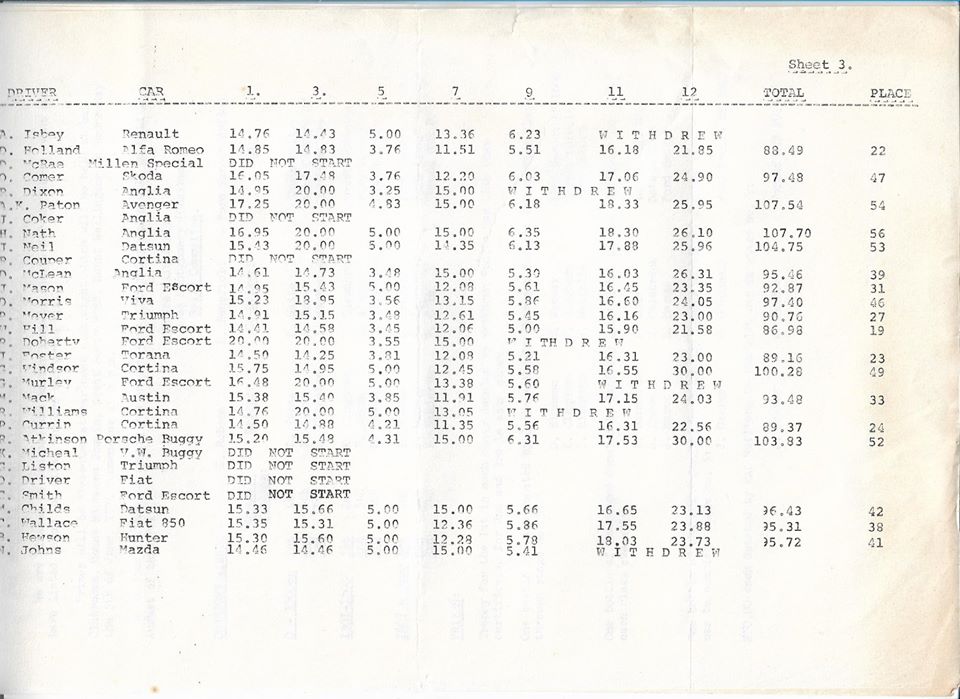 Sheet 3.
DRIVER CAR 1. 3. 5 7 9 11 12 TOTAL PLACE
A. Isbey Renault 14.76 14.43 5.00 13.36 6.23 W I T H D R E W
D. Holland Alfa Romeo 14.85 14.83 3.76 11.51 5.51 16.18 21.85 88.49 22
McRae Millen Special DID NOT START
Comer Skoda 16.05 17.48 3.76 12.20 6.03 17.06 24.90 97.48 47
Dixon Anglia 14.95 20.00 3.25 15.00 W I T H D R E W
A.K. Paton Avenger 17.25 20.00 4.83 15.00 6.18 18.33 25.95 107.54 54
Coker Anglia DID NOT START
Nath Anglia 16.95 20.00 5.00 15.00 6.35 18.30 26.10 107.70 56
Neil Datsun 15.43 20.00 5.00 14.35 6.13 17.88 25.96 104.75 53
Couper Cortina DID NOT START
McLean Anglia 14.61 14.73 3.48 15.00 5.30 16.03 26.31 95.46 39
Mason Ford Escort 14.95 15.43 5.00 12.08 5.61 16.45 23.35 92.87 31
Morris Viva 15.23 18.95 3.56 13.15 5.86 16.60 24.05 97.40 46
Meyer Triumph 14.91 15.15 3.48 12.61 5.45 16.16 23.00 90.76 27
Hill Ford Escort 14.41 14.58 3.45 12.06 5.00 15.90 21.58 86.98 19
Doherty Ford Escort 20.00 20.00 3.55 15.00 W I T H D R E W
Foster Torana 14.50 14.25 3.81 12.08 5.21 16.31 23.00 89.16 23
Windsor Cortina 15.75 14.95 5.00 12.45 5.58 16.55 30.00 100.28 49
Gurley Ford Escort 16.48 20.00 5.00 13.38 5.60 W I T H D R E W
Mack Austin 15.38 15.40 3.85 11.91 5.76 17.15 24.03 93.48 33
Williams Cortina 14.76 20.00 5.00 13.05 W I T H D R E W
Currin Cortina 14.50 14.88 4.21 11.35 5.56 16.31 22.56 89.37 24
R. Atkinson Porsche Buggy 15.20 15.48 4.31 15.00 6.31 17.53 30.00 103.83 52
Micheal V.W. Buggy DID NOT START
Liston Triumph DID NOT START
Driver Fiat DID NOT START
Smith Ford Escort DID NOT START
Childs Datsun 15.33 15.66 5.00 15.00 5.66 16.65 23.13 96.43 42
Wallace Fiat 850 15.35 15.31 5.00 12.36 5.86 17.55 23.88 95.31 38
Hewson Hunter 15.30 15.60 5.00 12.28 5.78 18.03 23.73 95.72 41
Johns Mazda 14.46 14.46 5.00 15.00 5.41 W I T H D R E W